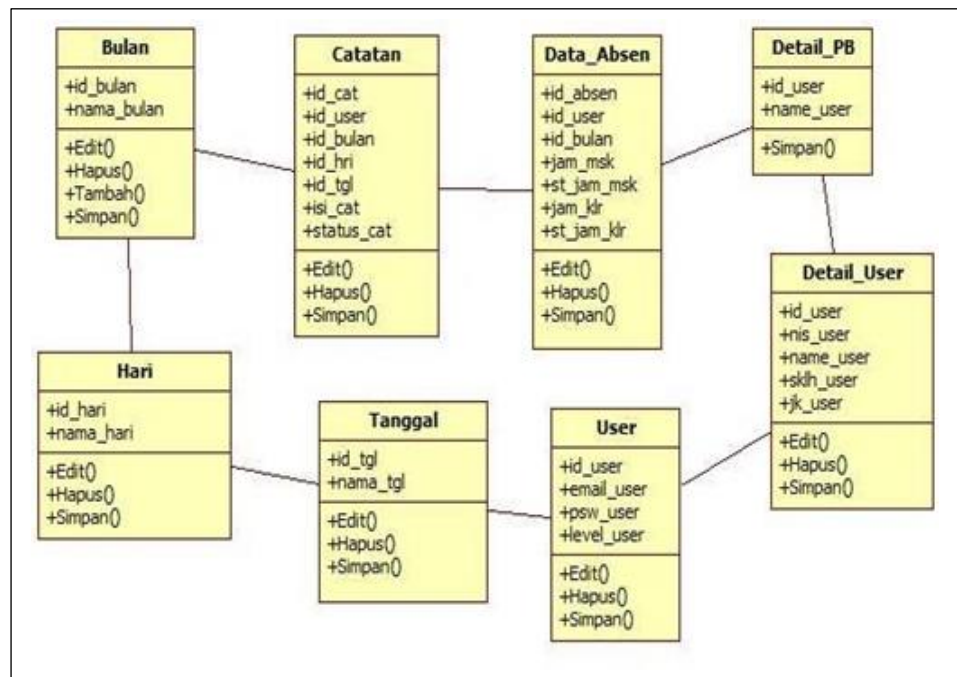 Bulan
+id_bulan
+nama_bulan
+Edit()
+Hapus()
+Tambah()
+Simpan()
Catatan
+id_cat
+id_user
+id_bulan
+id_hri
+id_tgl
+isi_cat
+status_cat
+Edit()
+Hapus()
+Simpan()
Data_Absen
+id_absen
+id_user
+id_bulan
+jam_msk
+st_jam_msk
+jam_klr
+st_jam_klr
+Edit()
+Hapus()
+Simpan()
Detail_PB
+id_user
+name_user
+Simpan()
Detail_User
+id_user
+nis_user
+name_user
+sklh_user
+jk_user
+Edit()
+Hapus()
+Simpan()
Hari
+id_hari
+nama_hari
+Edit()
+Hapus()
+Simpan()
Tanggal
+id_tgl
+nama_tgl
+Edit()
+Hapus()
+Simpan()
User
+id_user
+email_user
+psw_user
+level_user
+Edit()
+Hapus()
+Simpan()